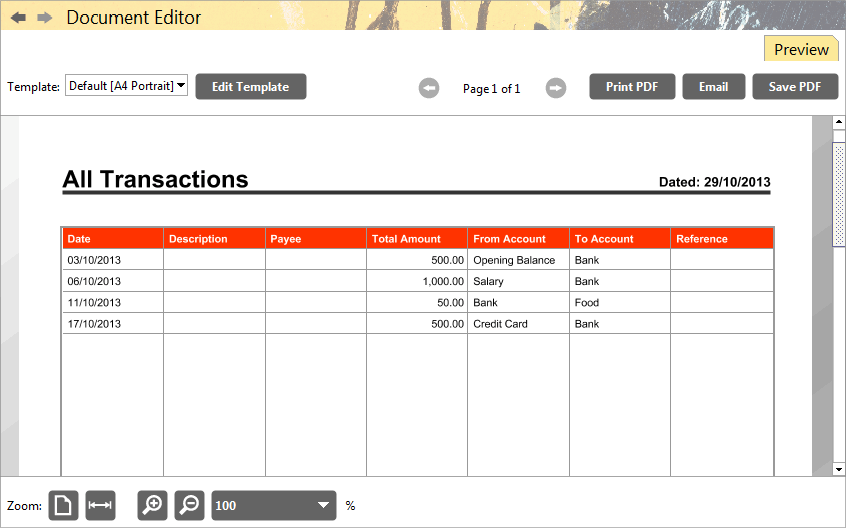 Document Editor
Preview
Template: Default [A4 Portrait] Edit Template Page 1 of 1 Print PDF Email Save PDF
All Transactions Dated: 29/10/2013
Date Description Payee Total Amount From Account To Account Reference
03/10/2013 500.00 Opening Balance Bank
06/10/2013 1,000.00 Salary Bank
11/10/2013 50.00 Bank Food
17/10/2013 500.00 Credit Card Bank
Zoom: 100 %